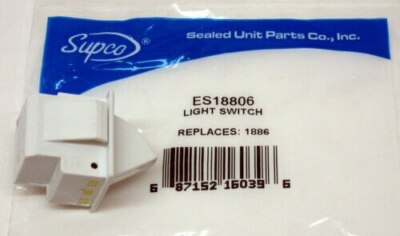 Supco®
Sealed Unit Parts Co., Inc.
ES18806
LIGHT SWITCH
REPLACES: 1886
6 87152 16039 6